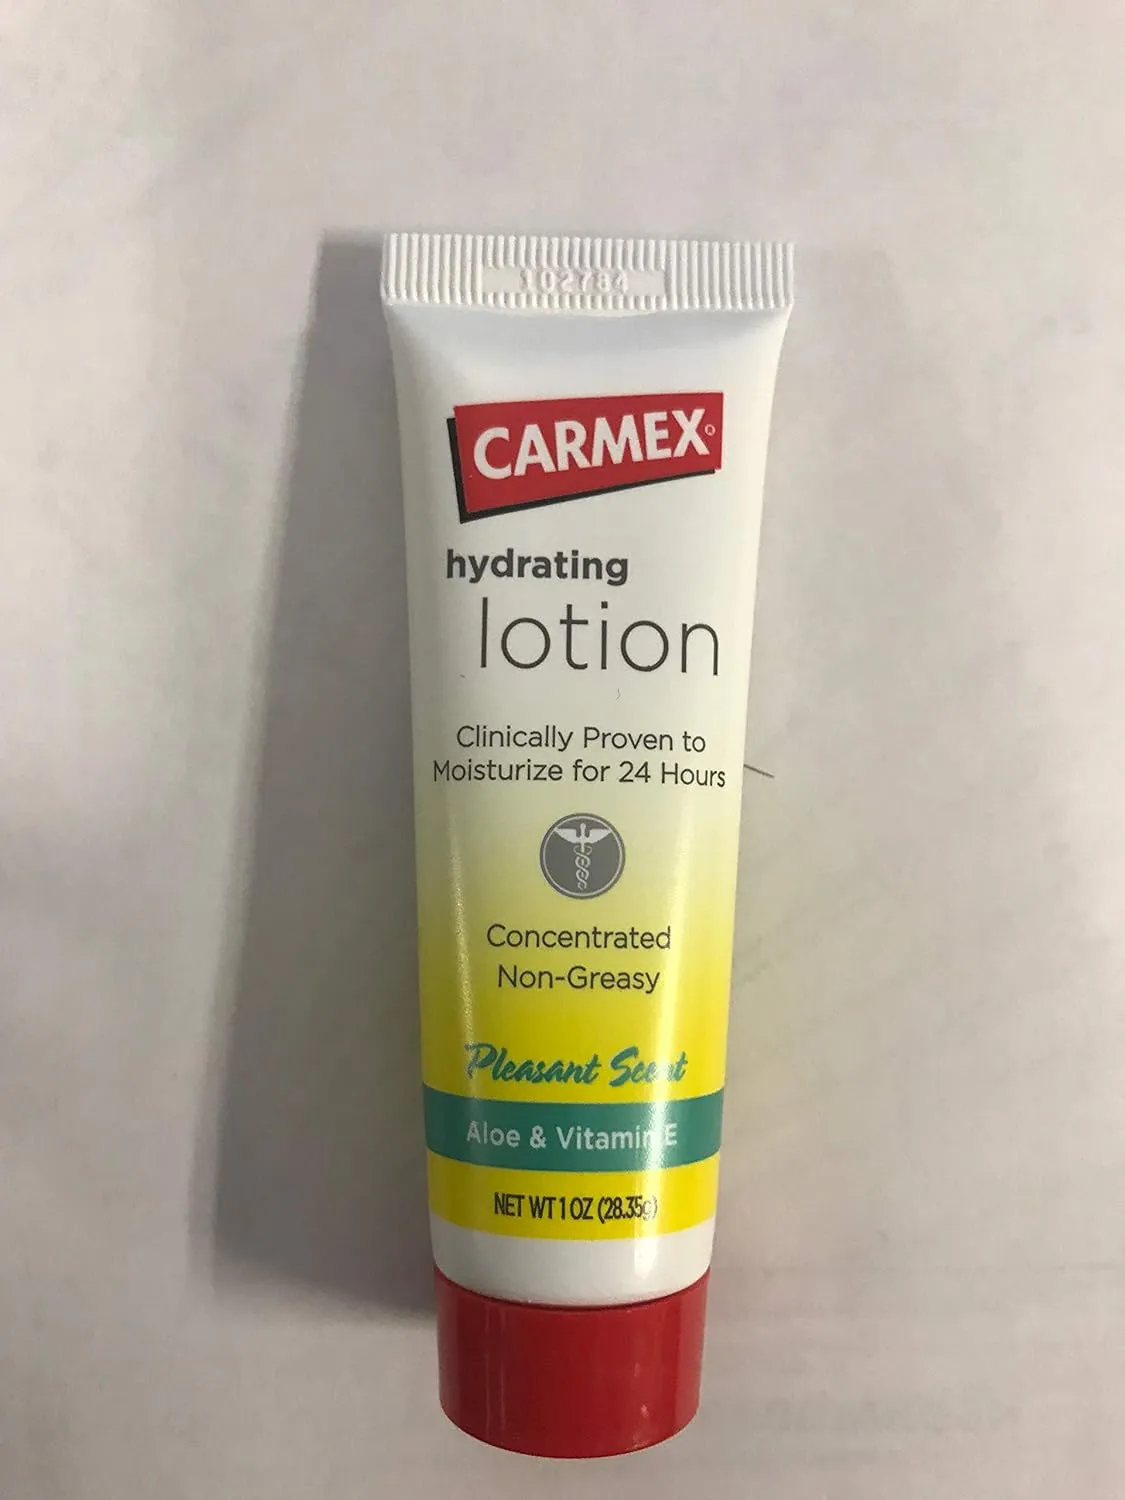 102784
CARMEX®
hydrating
lotion
Clinically Proven to
Moisturize for 24 Hours
Concentrated
Non-Greasy
Pleasant Scent
Aloe & Vitamin E
NET WT 1 OZ (28.35g)